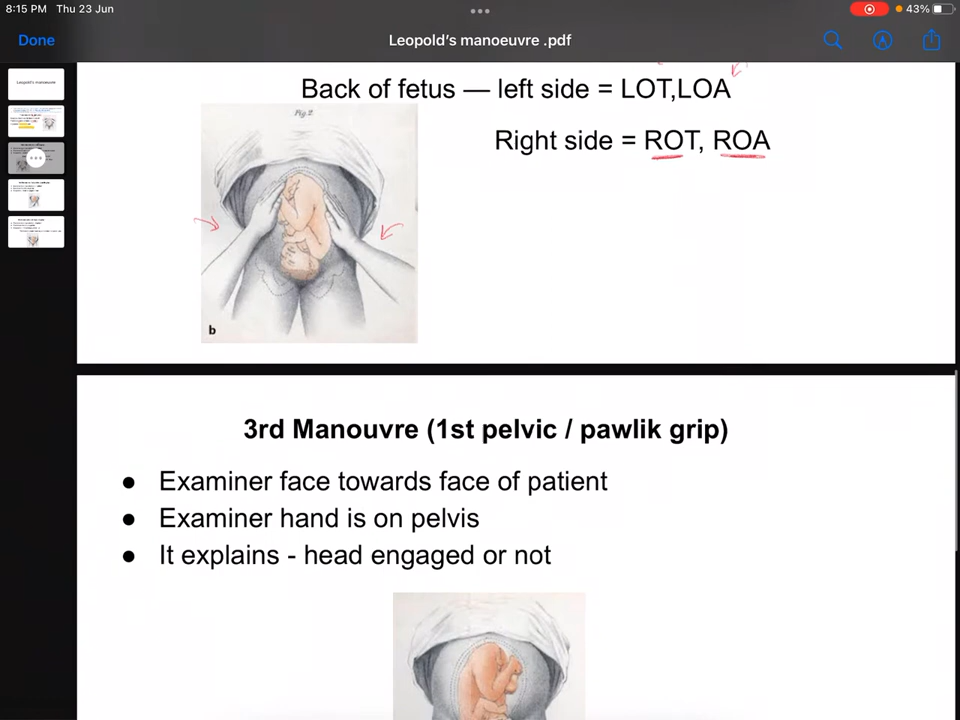 8:15 PM Thu 23 Jun
43%
Done
Leopold's manoeuvre .pdf
Back of fetus — left side = LOT,LOA
Fig.2
Right side = ROT, ROA
b
3rd Manouvre (1st pelvic / pawlik grip)
● Examiner face towards face of patient
● Examiner hand is on pelvis
● It explains - head engaged or not